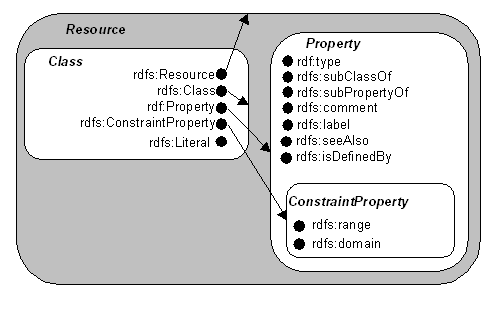 Resource
Class
rdfs:Resource
rdfs:Class
rdf:Property
rdfs:ConstraintProperty
rdfs:Literal
Property
rdf:type
rdfs:subClassOf
rdfs:subPropertyOf
rdfs:comment
rdfs:label
rdfs:seeAlso
rdfs:isDefinedBy
ConstraintProperty
rdfs:range
rdfs:domain